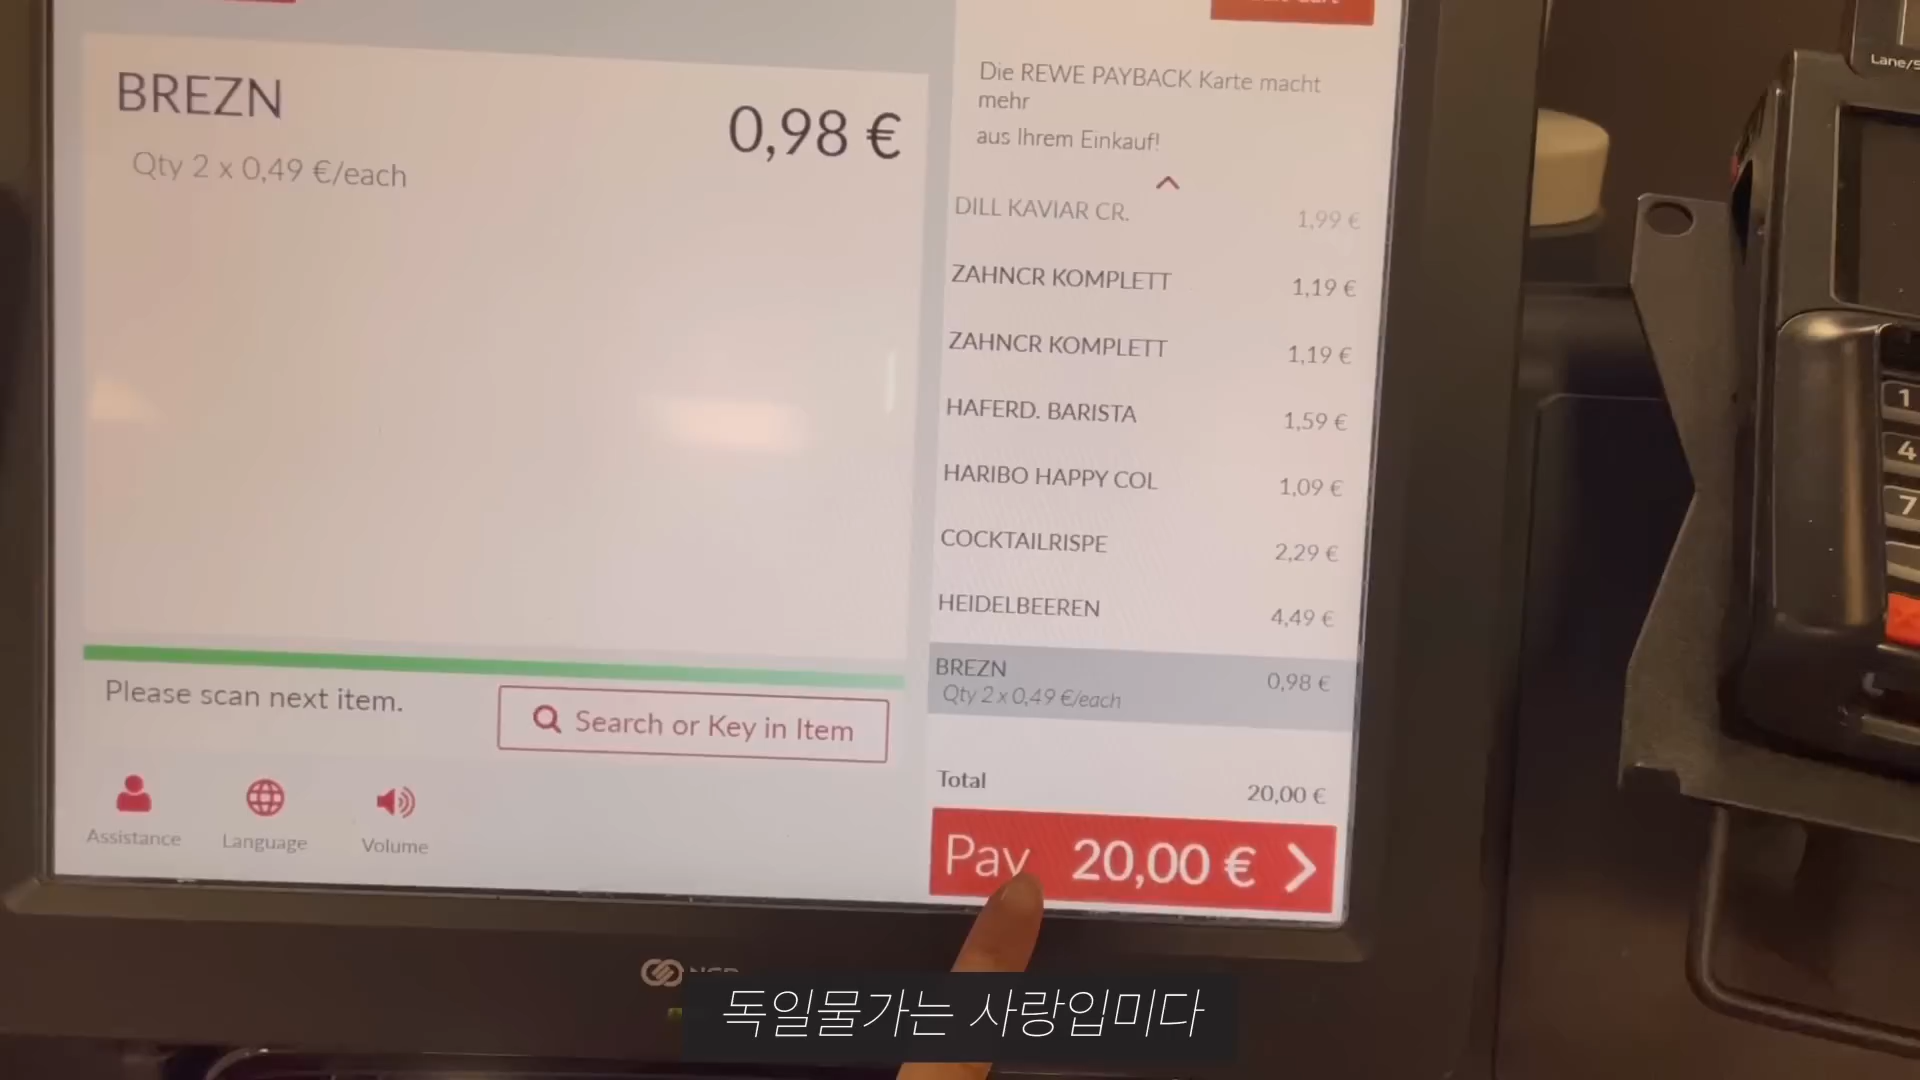 BREZN
0,98 €
Qty 2 x 0,49 €/each
Please scan next item.
Search or Key in Item
Assistance
Language
Volume
Die REWE PAYBACK Karte macht
mehr
aus Ihrem Einkauf!
DILL KAVIAR CR. 1,99 €
ZAHNCR KOMPLETT 1,19 €
ZAHNCR KOMPLETT 1,19 €
HAFERD. BARISTA 1,59 €
HARIBO HAPPY COL 1,09 €
COCKTAILRISPE 2,29 €
HEIDELBEEREN 4,49 €
BREZN 0,98 €
Qty 2 x 0,49 €/each
Total 20,00 €
Pay 20,00 €
Lane/S
1
4
7
독일물가는 사랑입미다